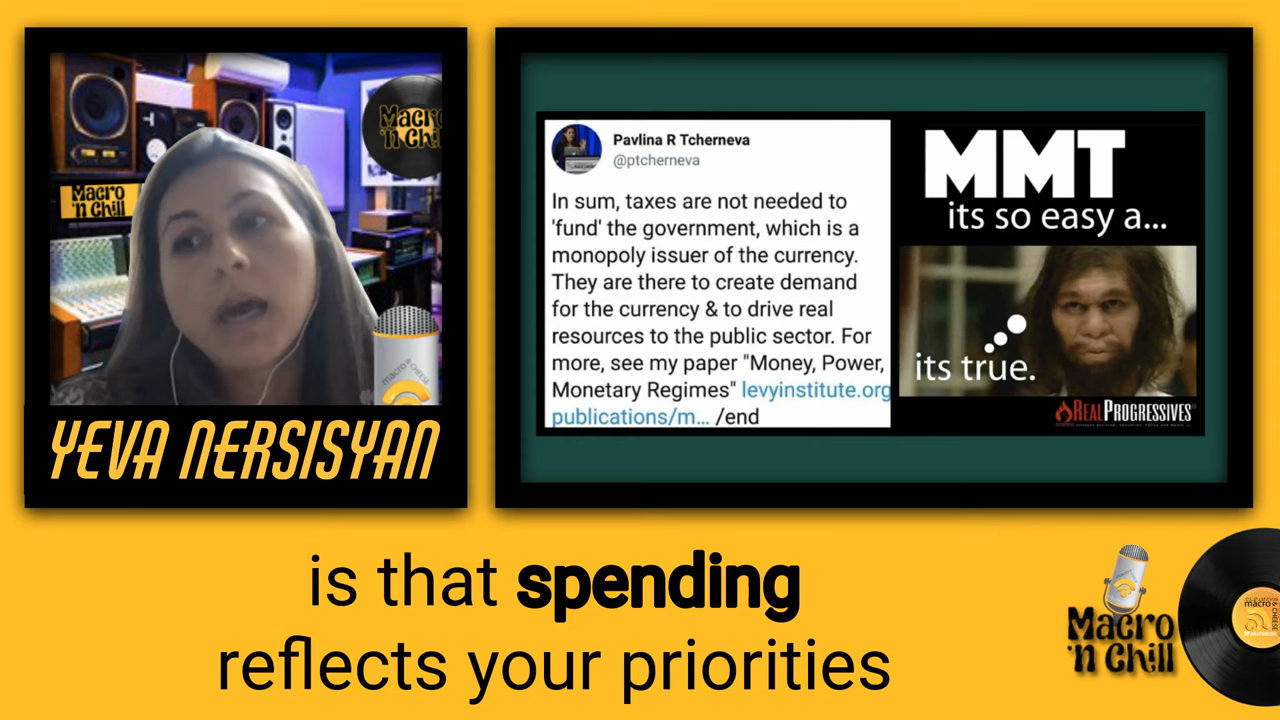 Macro
'N Chill
Macro
'N Chill
macro n cheese
YEVA NERSISYAN
Pavlina R Tcherneva
@ptcherneva
In sum, taxes are not needed to
'fund' the government, which is a
monopoly issuer of the currency.
They are there to create demand
for the currency & to drive real
resources to the public sector. For
more, see my paper "Money, Power,
Monetary Regimes" levyinstitute.org
publications/m... /end
MMT
its so easy a...
its true.
REALPROGRESSIVES
is that spending
reflects your priorities
Macro
'N Chill
macro